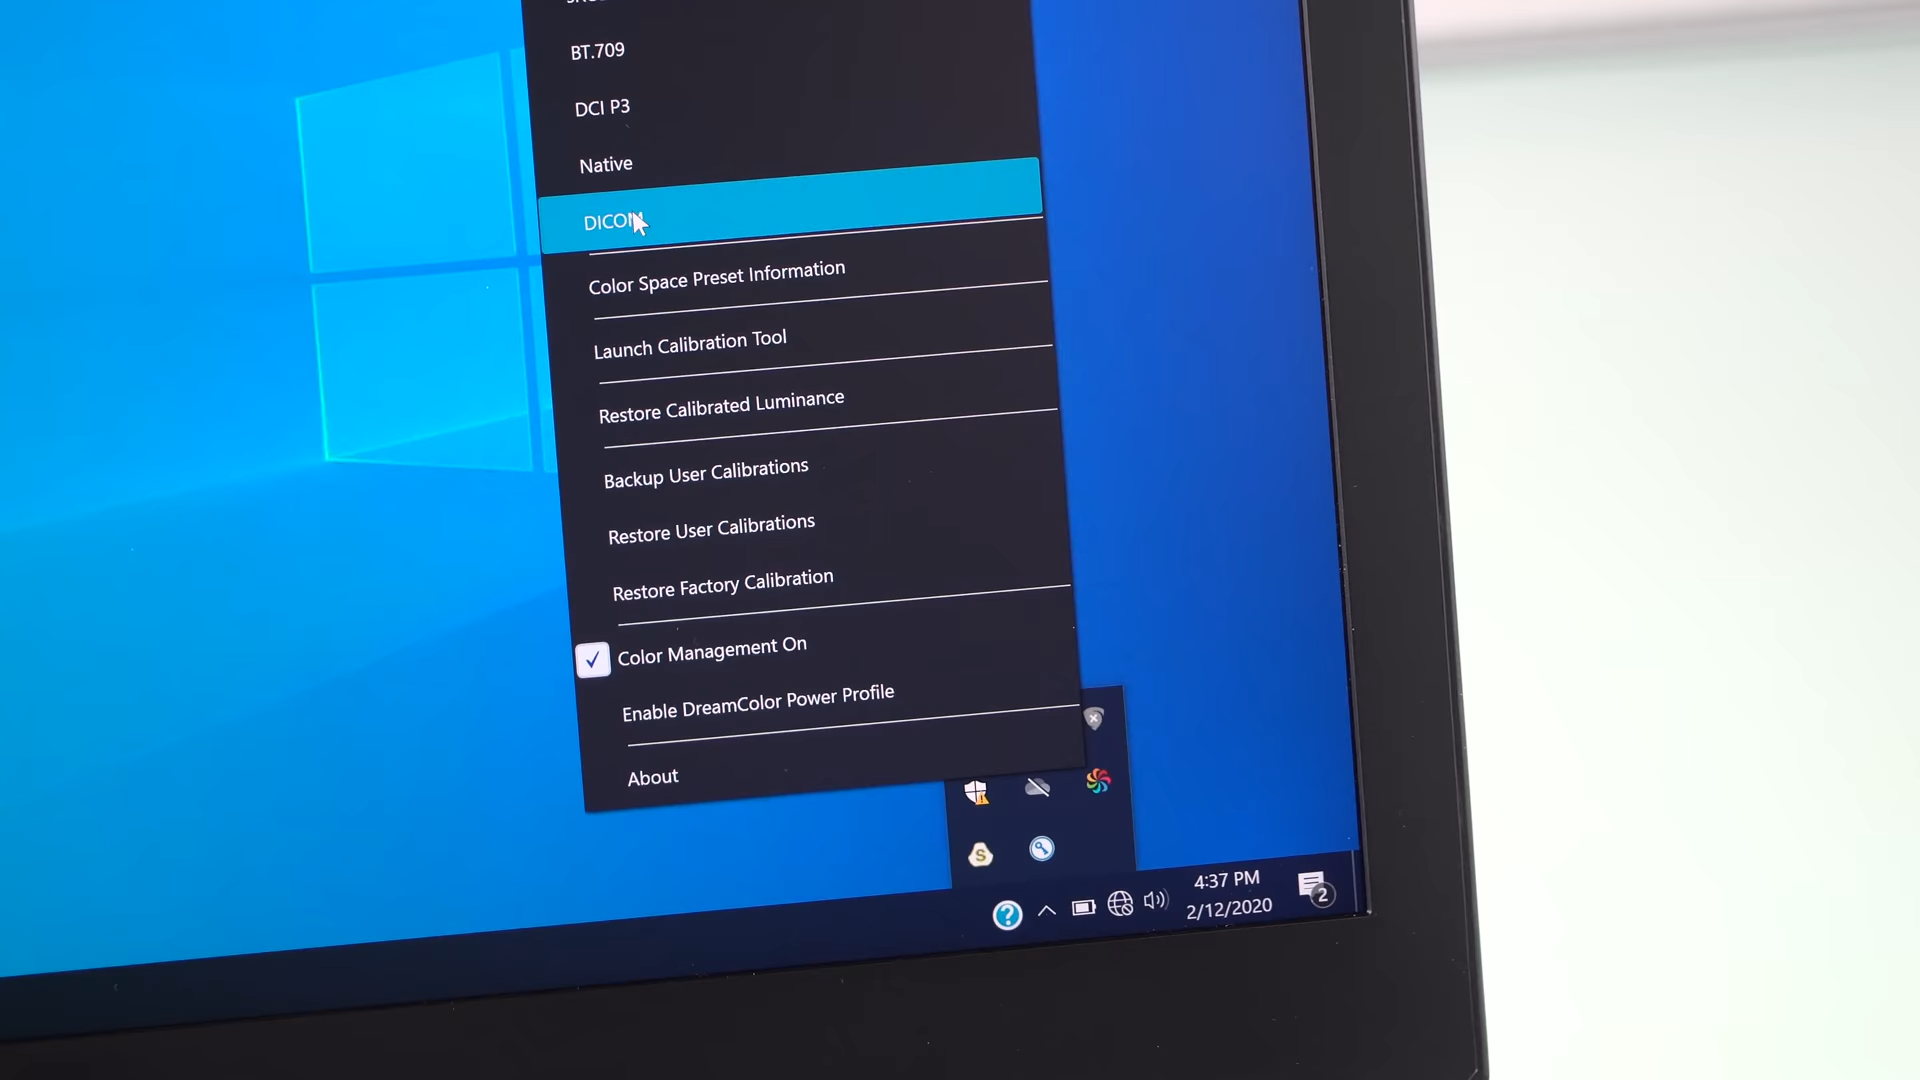 BT.709
DCI P3
Native
DICOM
Color Space Preset Information
Launch Calibration Tool
Restore Calibrated Luminance
Backup User Calibrations
Restore User Calibrations
Restore Factory Calibration
Color Management On
Enable DreamColor Power Profile
About
S
?
4:37 PM
2/12/2020
2